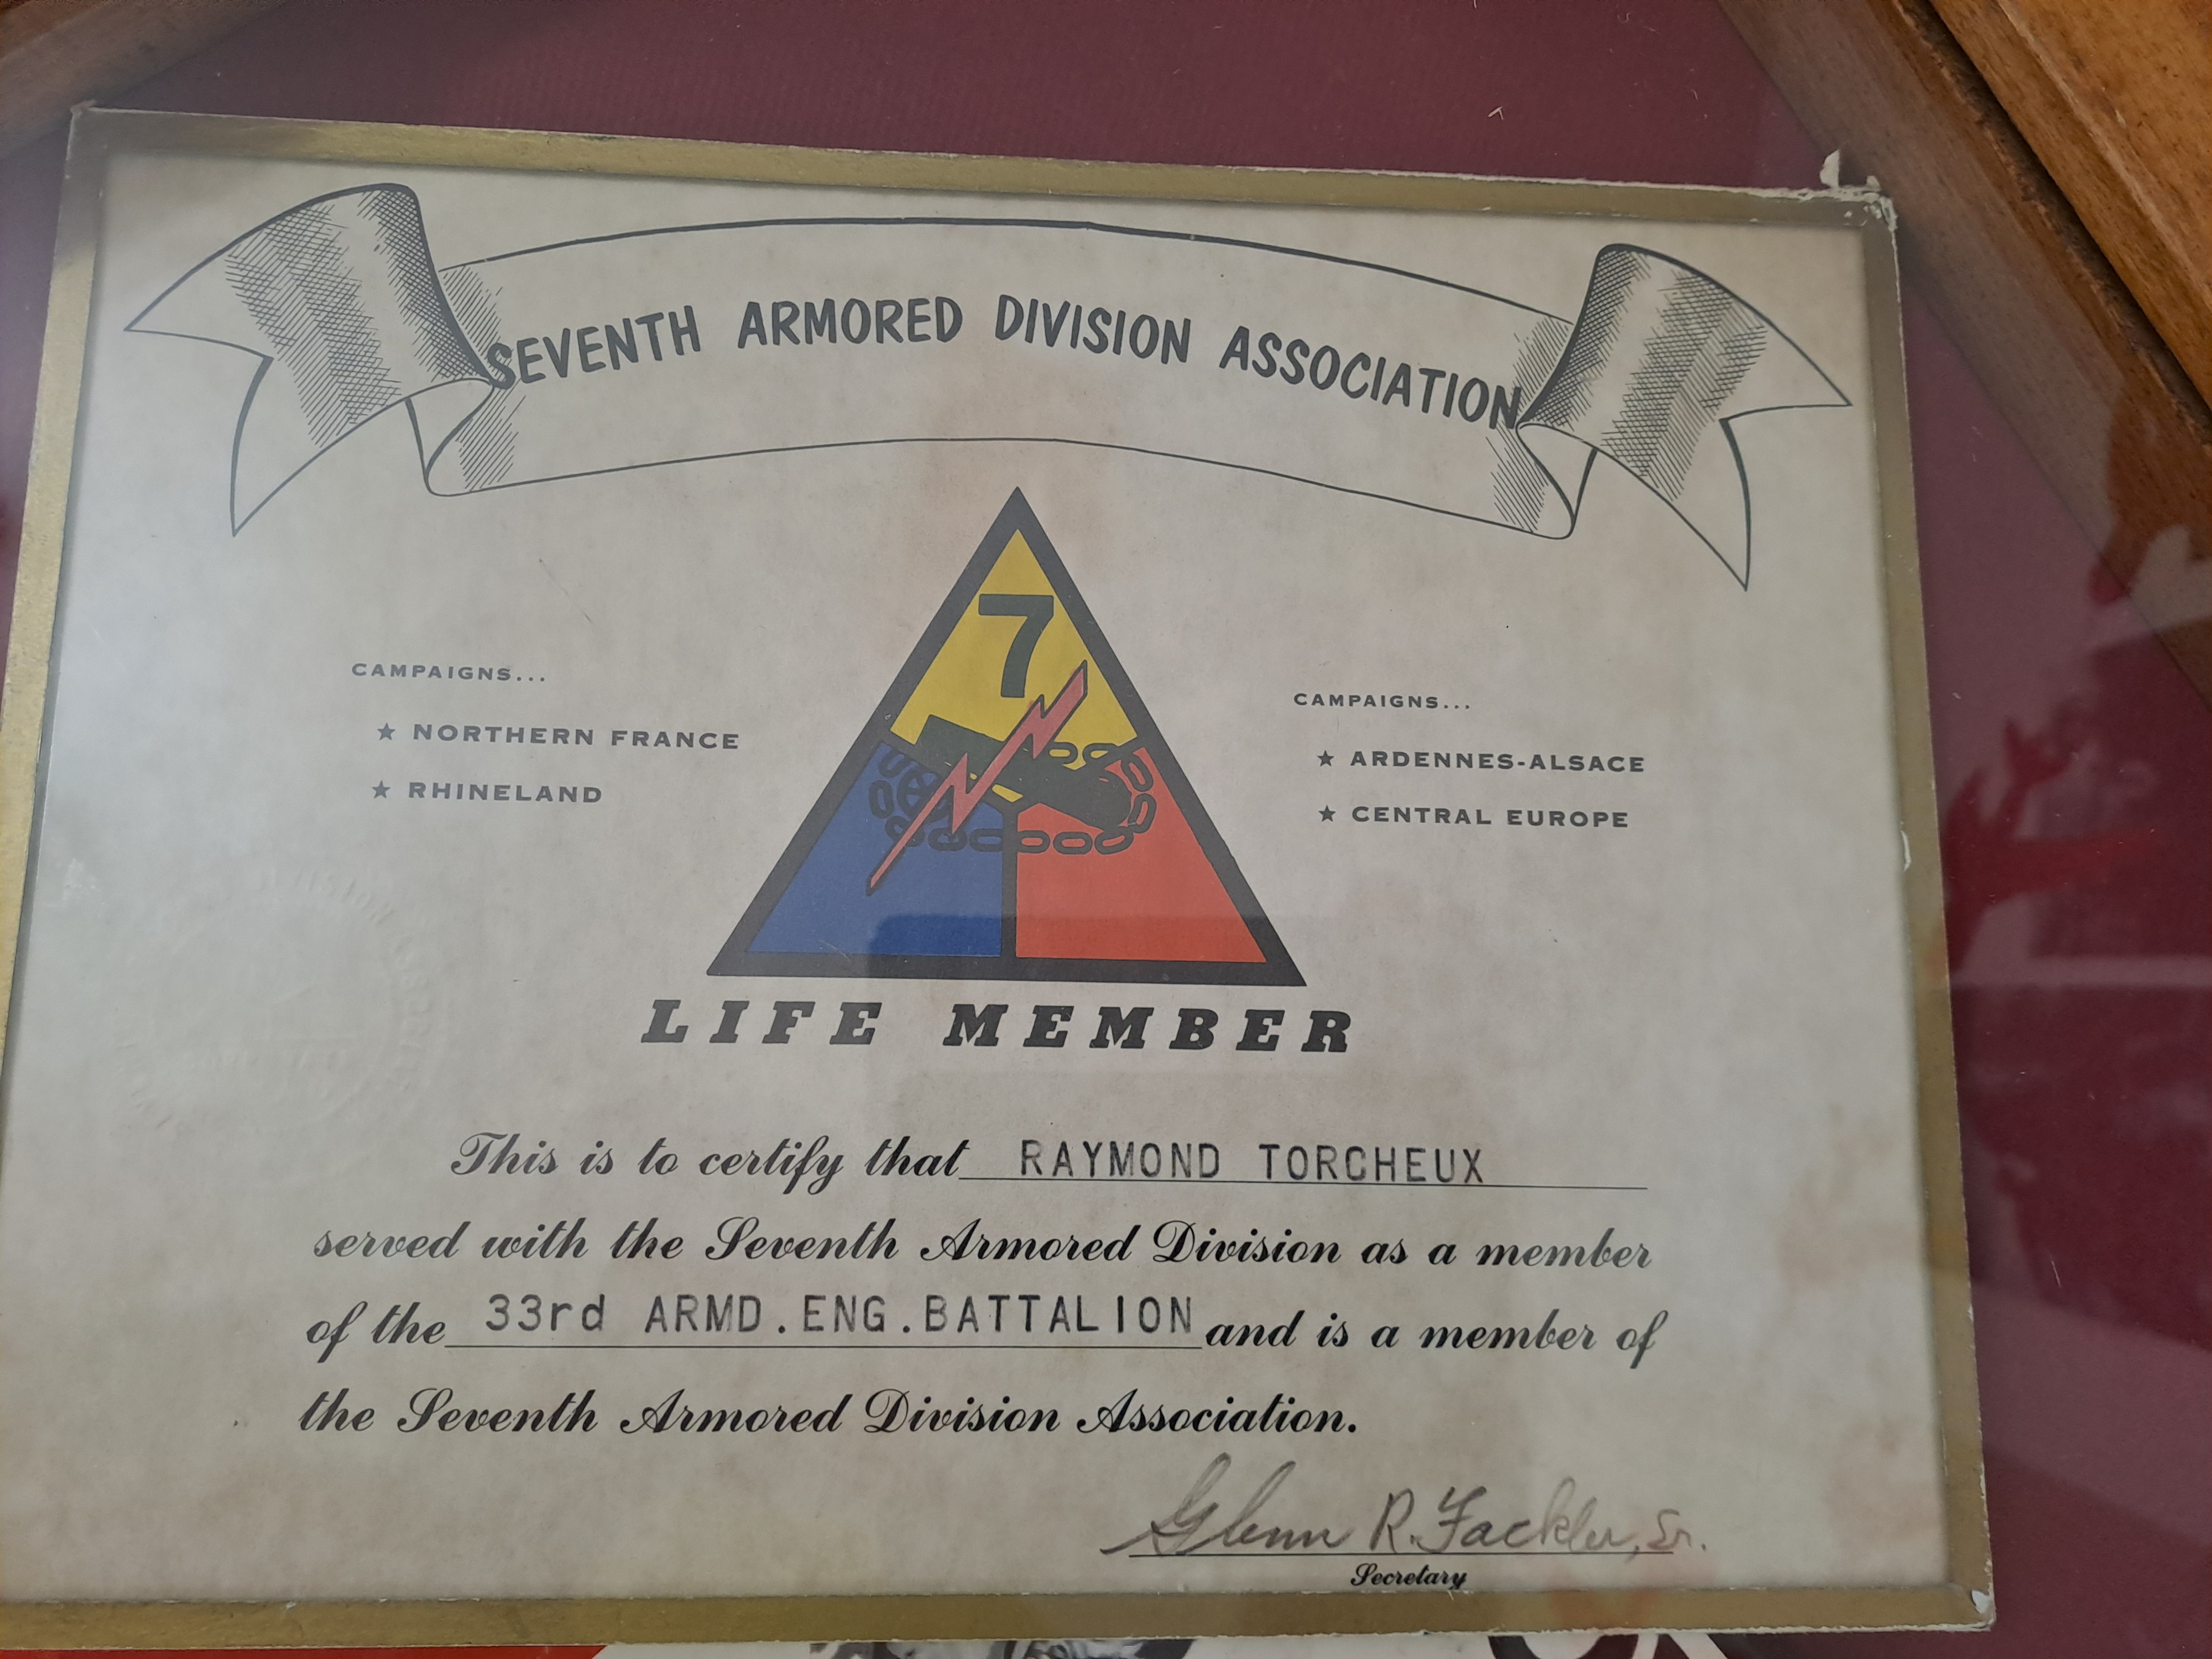 SEVENTH ARMORED DIVISION ASSOCIATION
7
CAMPAIGNS...
★ NORTHERN FRANCE
★ RHINELAND
CAMPAIGNS...
★ ARDENNES-ALSACE
★ CENTRAL EUROPE
LIFE MEMBER
This is to certify that RAYMOND TORCHEUX
served with the Seventh Armored Division as a member
of the 33rd ARMD.ENG.BATTALION and is a member of
the Seventh Armored Division Association.
Glenn R. Fackler, Sr.
Secretary